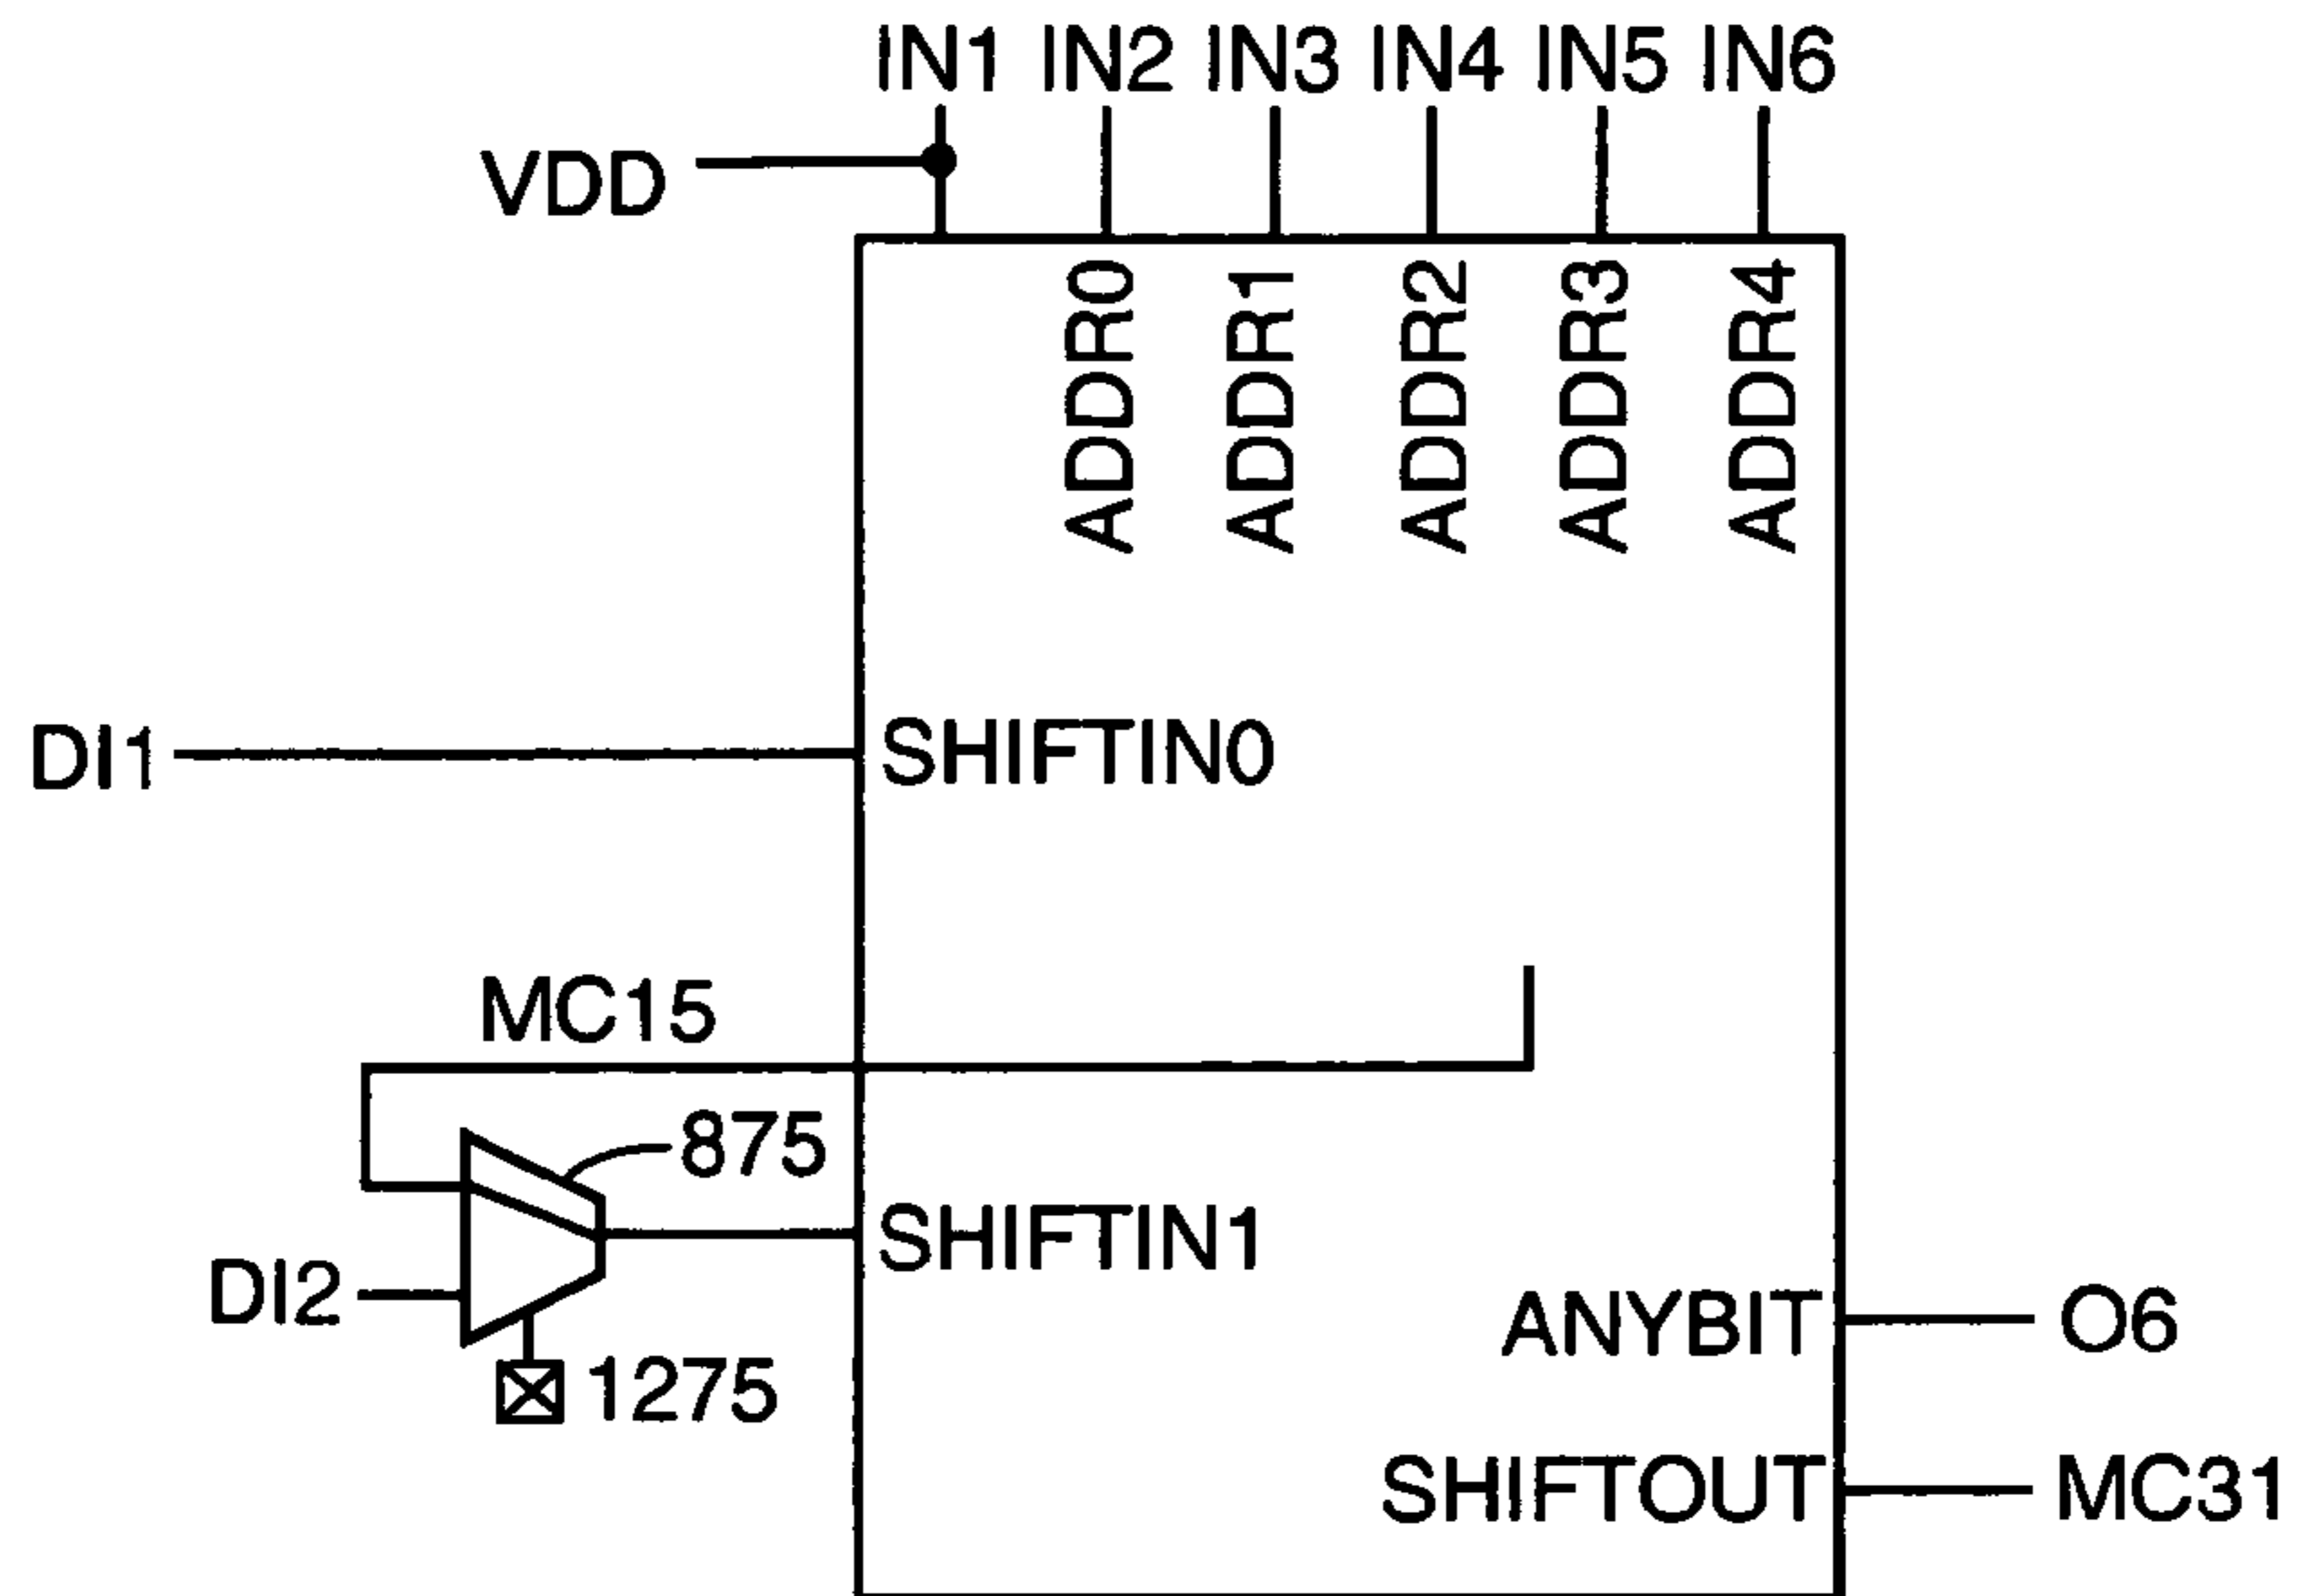 IN1 IN2 IN3 IN4 IN5 IN6
VDD
ADDR0
ADDR1
ADDR2
ADDR3
ADDR4
DI1
SHIFTIN0
MC15
875
SHIFTIN1
DI2
ANYBIT
O6
1275
SHIFTOUT
MC31